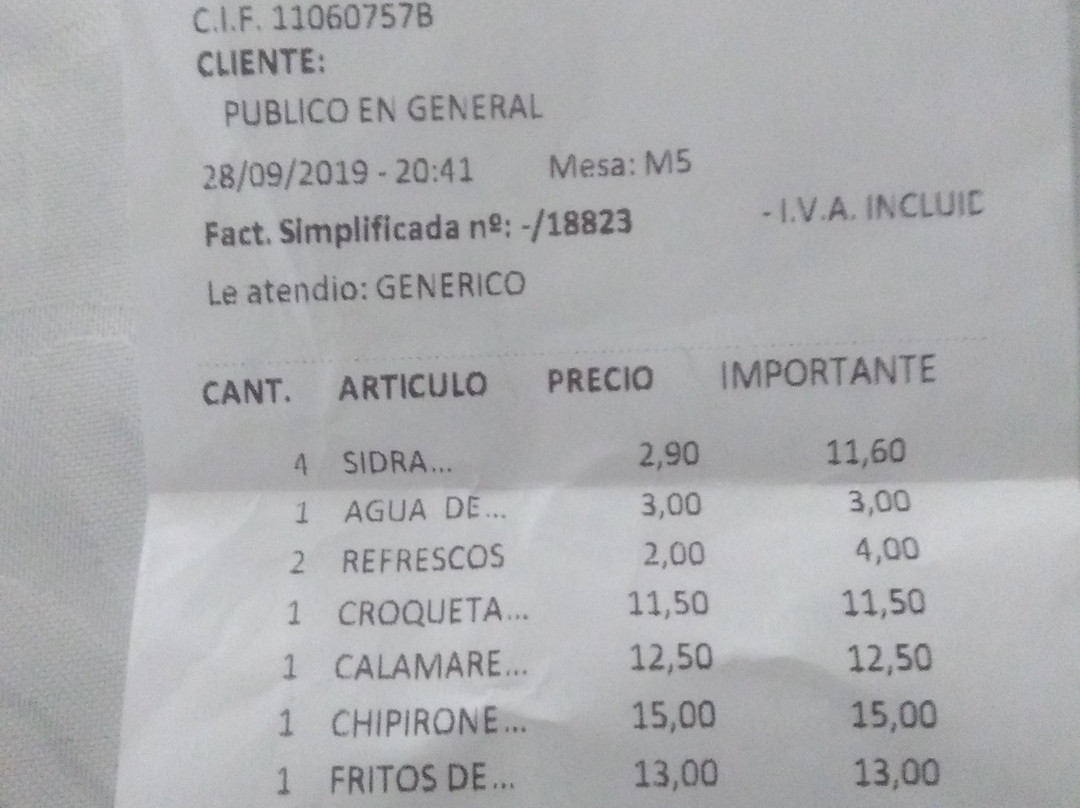 C.I.F. 11060757B
CLIENTE:
PUBLICO EN GENERAL
28/09/2019 - 20:41 Mesa: M5
Fact. Simplificada nº: -/18823 - I.V.A. INCLUID
Le atendio: GENERICO
CANT. ARTICULO PRECIO IMPORTANTE
4 SIDRA... 2,90 11,60
1 AGUA DE... 3,00 3,00
2 REFRESCOS 2,00 4,00
1 CROQUETA... 11,50 11,50
1 CALAMARE... 12,50 12,50
1 CHIPIRONE... 15,00 15,00
1 FRITOS DE... 13,00 13,00